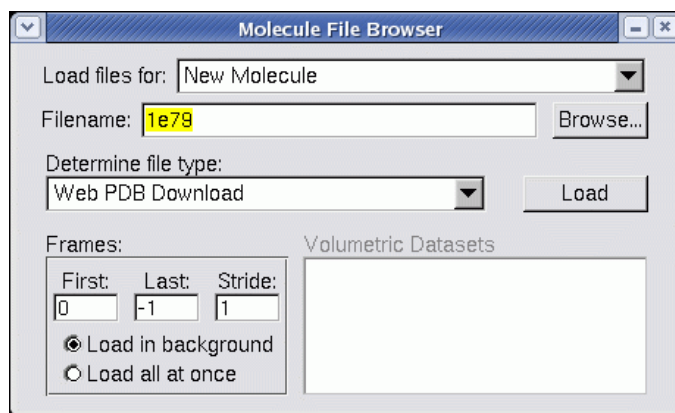 Molecule File Browser
Load files for: New Molecule
Filename: 1e79 Browse...
Determine file type:
Web PDB Download Load
Frames: Volumetric Datasets
First: Last: Stride:
0 -1 1
Load in background
Load all at once